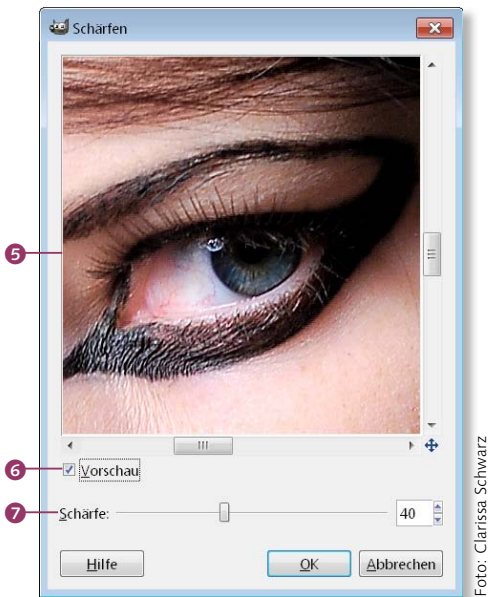 Schärfen
5
6 Vorschau
7 Schärfe: 40
Hilfe OK Abbrechen
Foto: Clarissa Schwarz